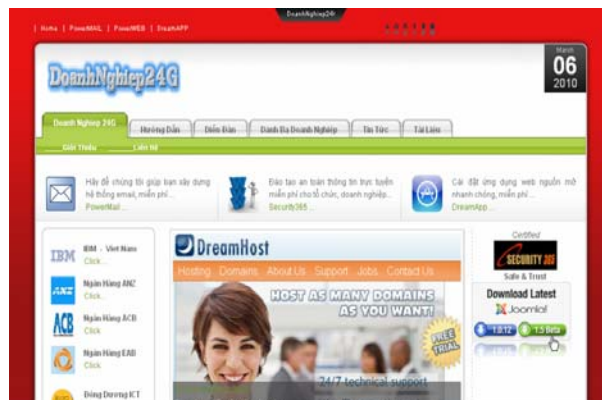 DoanhNghiep24G
| Home | PowerMAIL | PowerWEB | DreamAPP
March
06
2010
DoanhNghiep24G
Doanh Nghiep 24G
Hướng Dẫn
Diễn Đàn
Danh Bạ Doanh Nghiệp
Tin Tức
Tài Liệu
Giới Thiệu
Liên Hệ
Hãy để chúng tôi giúp bạn xây dựng
hệ thống email, miễn phí ...
PowerMail ...
Đào tạo an toàn thông tin trực tuyến
miễn phí cho tổ chức, doanh nghiệp...
Security365 ...
Cài đặt ứng dụng web nguồn mở
nhanh chóng, miễn phí ...
DreamApp ...
IBM
IBM - Viet Nam
Click ...
ANZ
Ngân Hàng ANZ
Click...
ACB
Ngân Hàng ACB
Click
Ngân Hàng EAB
Click.
Đông Dương ICT
DreamHost
Hosting Domains About Us Support Jobs Contact Us
HOST AS MANY DOMAINS
AS YOU WANT!
FREE
TRIAL
24/7 technical support
Certified
SECURITY 365
Safe & Trust
Download Latest
Joomla!
1.0.12
1.5 Beta